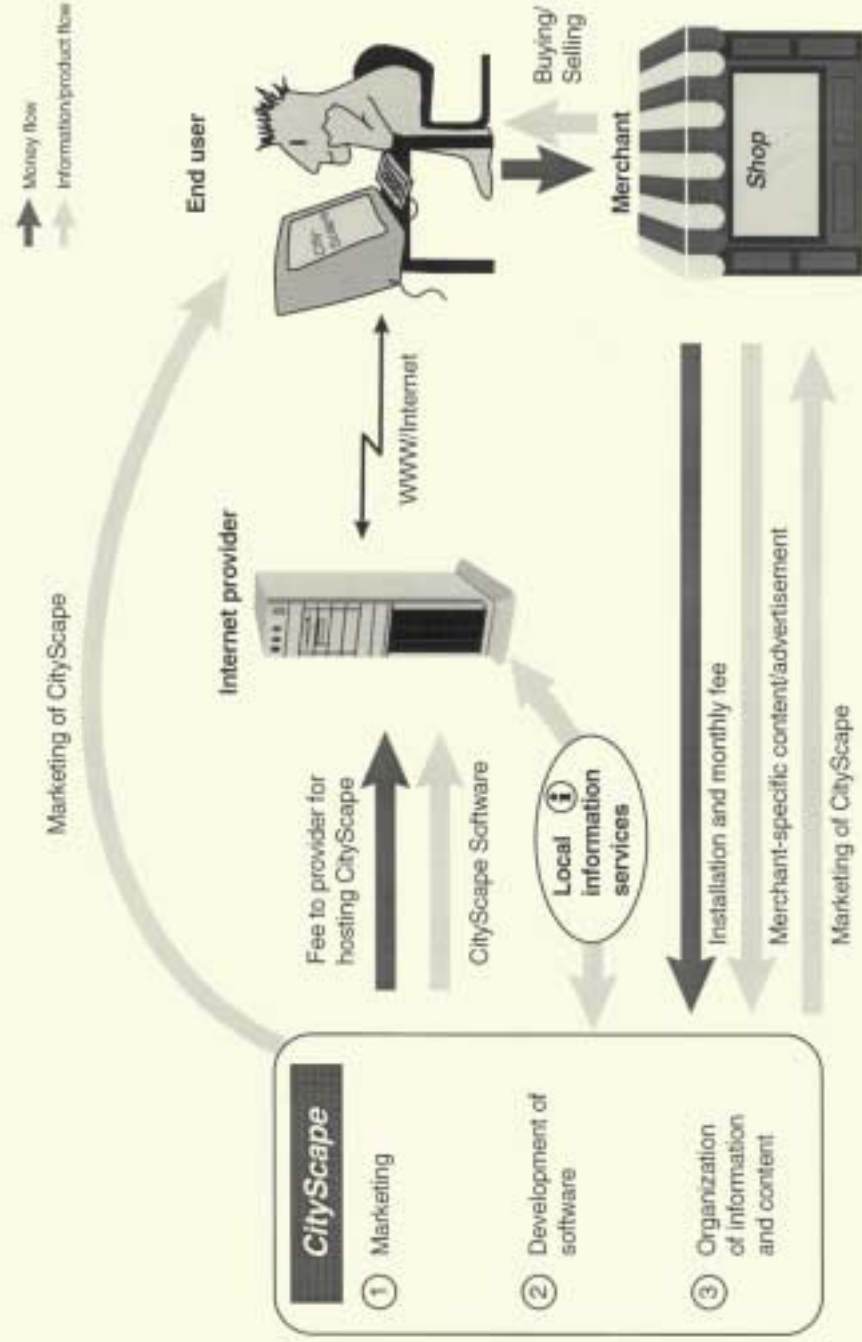 Money flow
Information/product flow
Marketing of CityScape
CityScape
1 Marketing
2 Development of
software
3 Organization
of information
and content
Fee to provider for
hosting CityScape
CityScape Software
Internet provider
WWW/Internet
End user
Local i
information
services
Buying/
Selling
Merchant
Shop
Installation and monthly fee
Merchant-specific content/advertisement
Marketing of CityScape